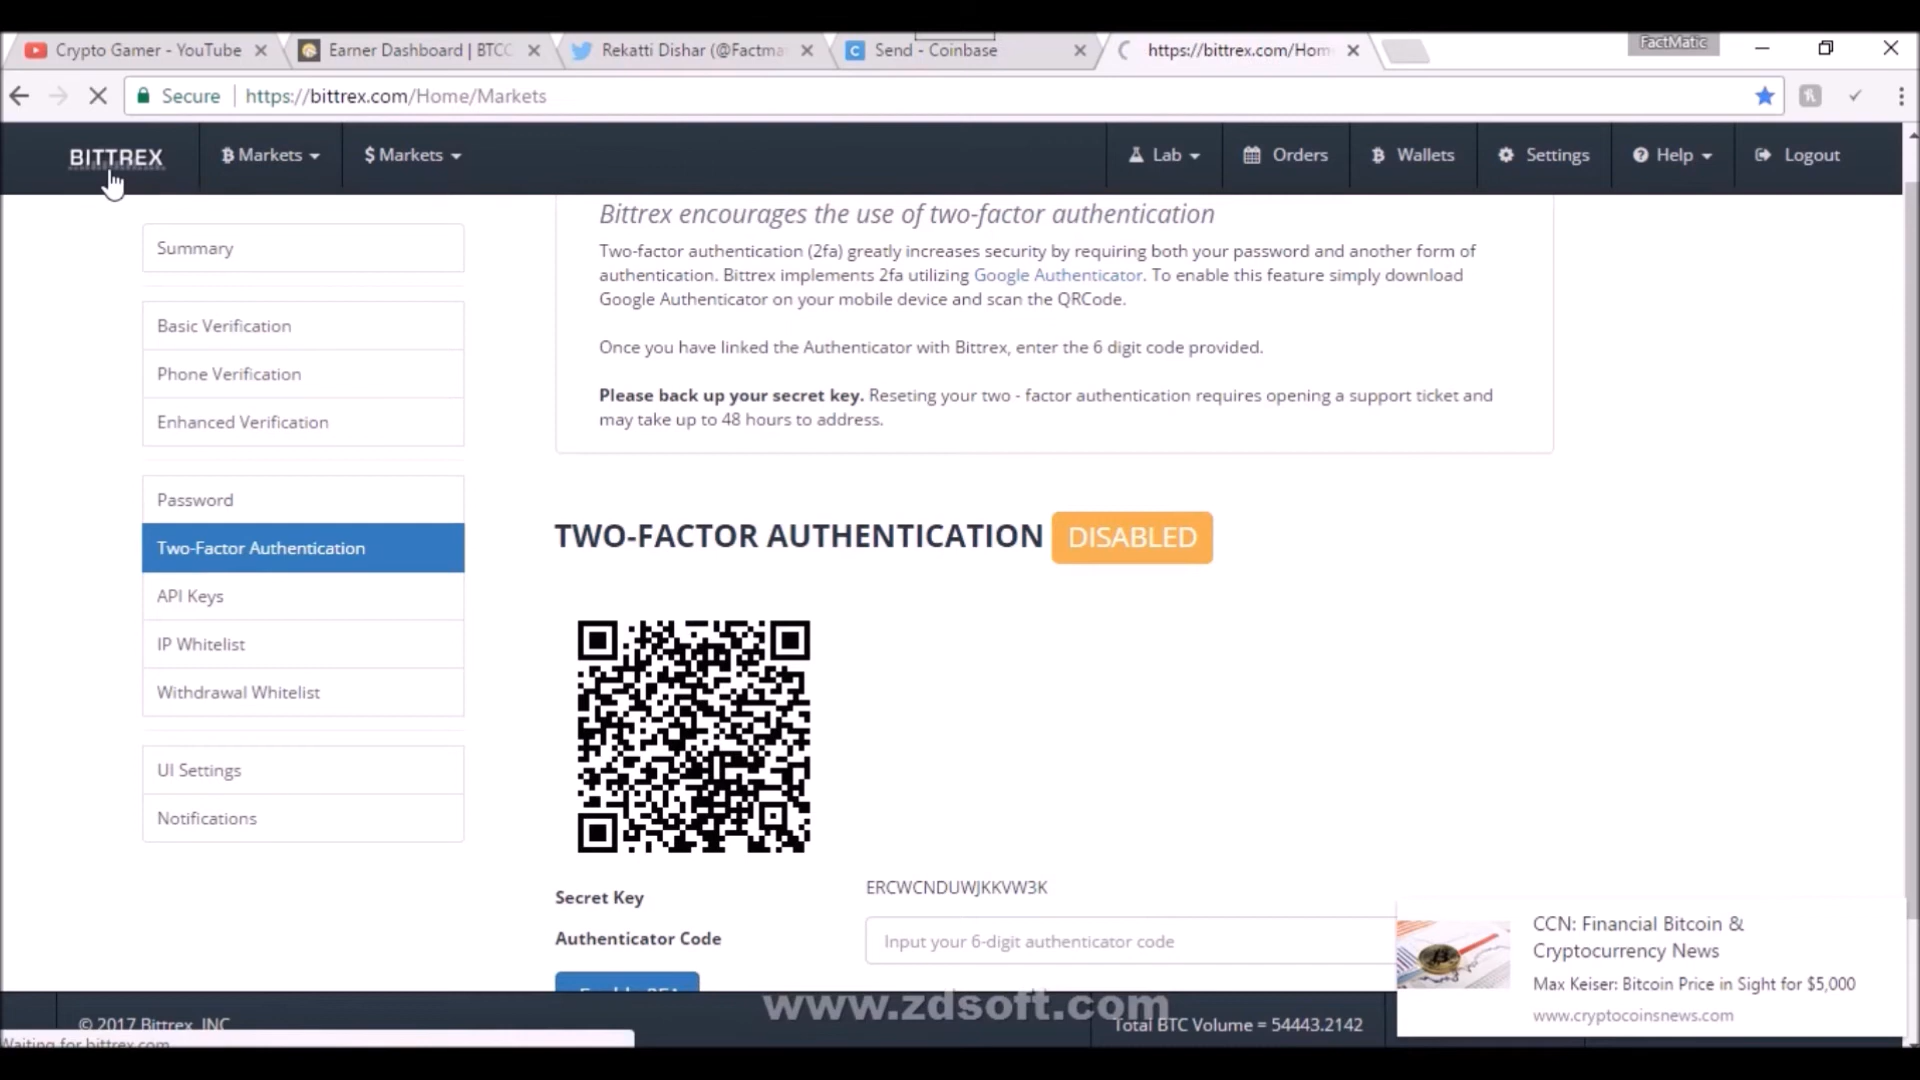 Crypto Gamer - YouTube
Earner Dashboard | BTCC
Rekatti Dishar (@Factma
Send - Coinbase
https://bittrex.com/Hom
FactMatic
Secure
https://bittrex.com/Home/Markets
BITTREX
Markets
$ Markets
Lab
Orders
Wallets
Settings
Help
Logout
Summary
Basic Verification
Phone Verification
Enhanced Verification
Password
Two-Factor Authentication
API Keys
IP Whitelist
Withdrawal Whitelist
UI Settings
Notifications
Bittrex encourages the use of two-factor authentication
Two-factor authentication (2fa) greatly increases security by requiring both your password and another form of
authentication. Bittrex implements 2fa utilizing Google Authenticator. To enable this feature simply download
Google Authenticator on your mobile device and scan the QRCode.
Once you have linked the Authenticator with Bittrex, enter the 6 digit code provided.
Please back up your secret key. Resetting your two - factor authentication requires opening a support ticket and
may take up to 48 hours to address.
TWO-FACTOR AUTHENTICATION DISABLED
Secret Key
ERCWCNDUWJKKVW3K
Authenticator Code
Input your 6-digit authenticator code
CCN: Financial Bitcoin &
Cryptocurrency News
Max Keiser: Bitcoin Price in Sight for $5,000
www.cryptocoinsnews.com
www.zdsoft.com
© 2017 Bittrex, INC
Total BTC Volume = 54443.2142
Waiting for bittrex.com